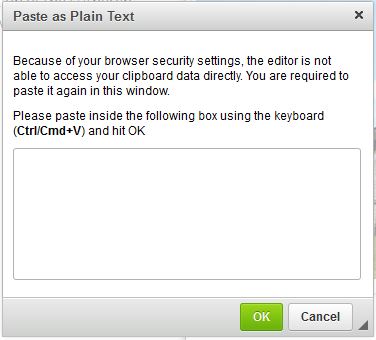 Paste as Plain Text
Because of your browser security settings, the editor is not
able to access your clipboard data directly. You are required to
paste it again in this window.
Please paste inside the following box using the keyboard
(Ctrl/Cmd+V) and hit OK
OK Cancel